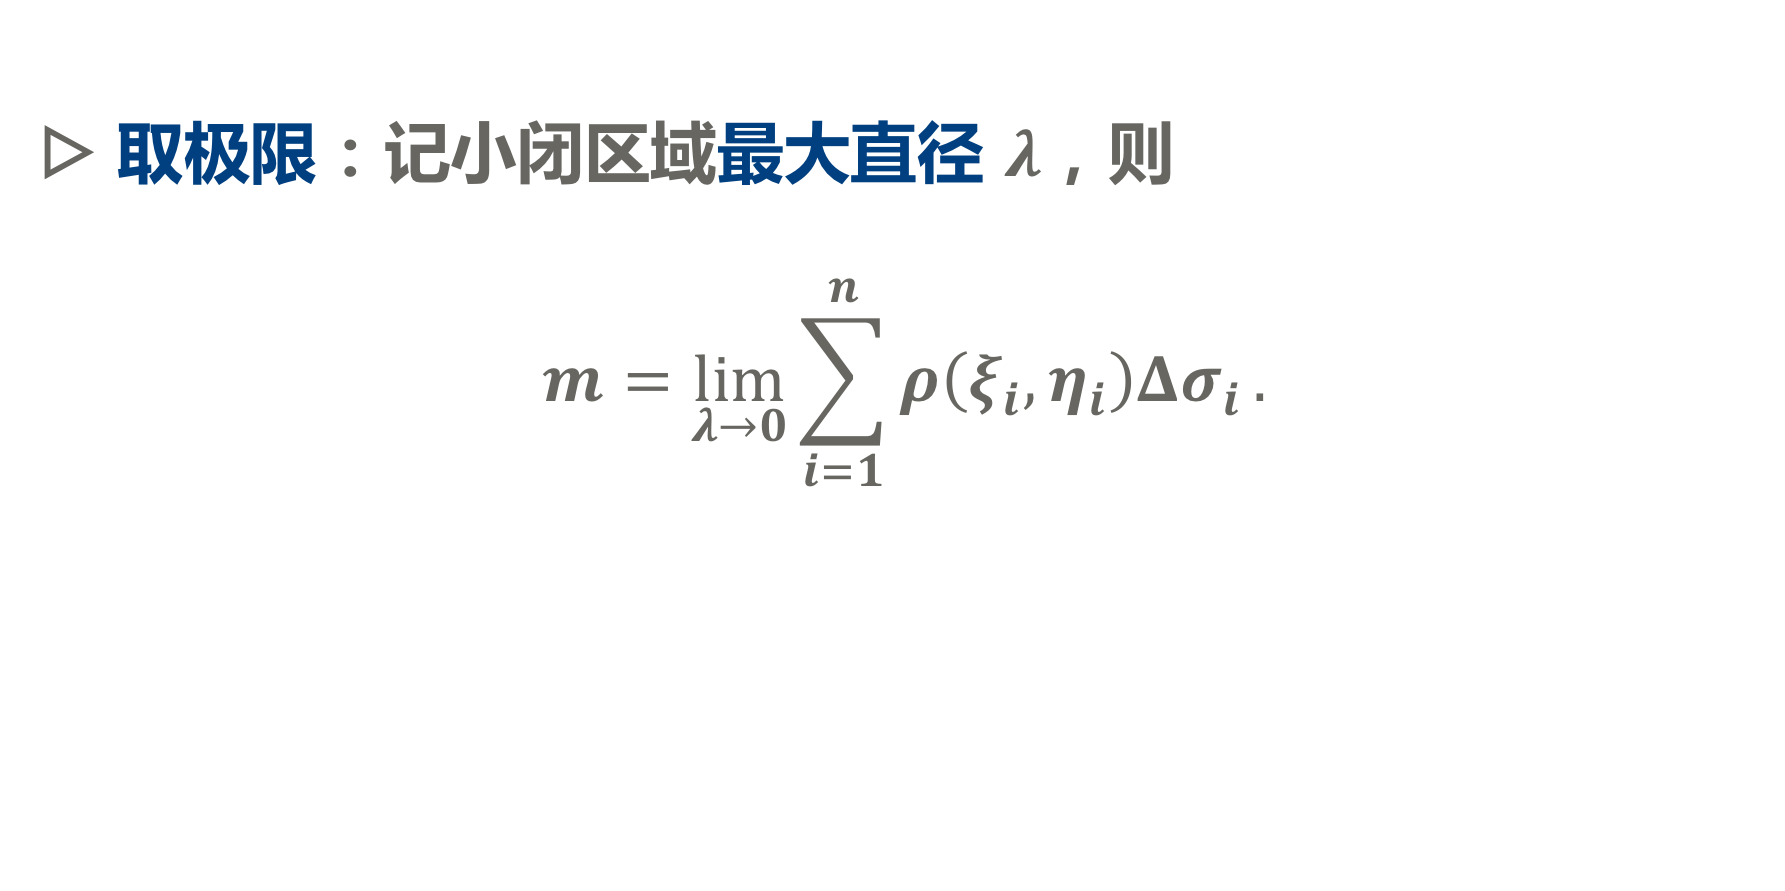 取极限：记小闭区域最大直径 λ，则
m = lim_{λ→0} ∑_{i=1}^{n} ρ(ξ_i, η_i)Δσ_i .